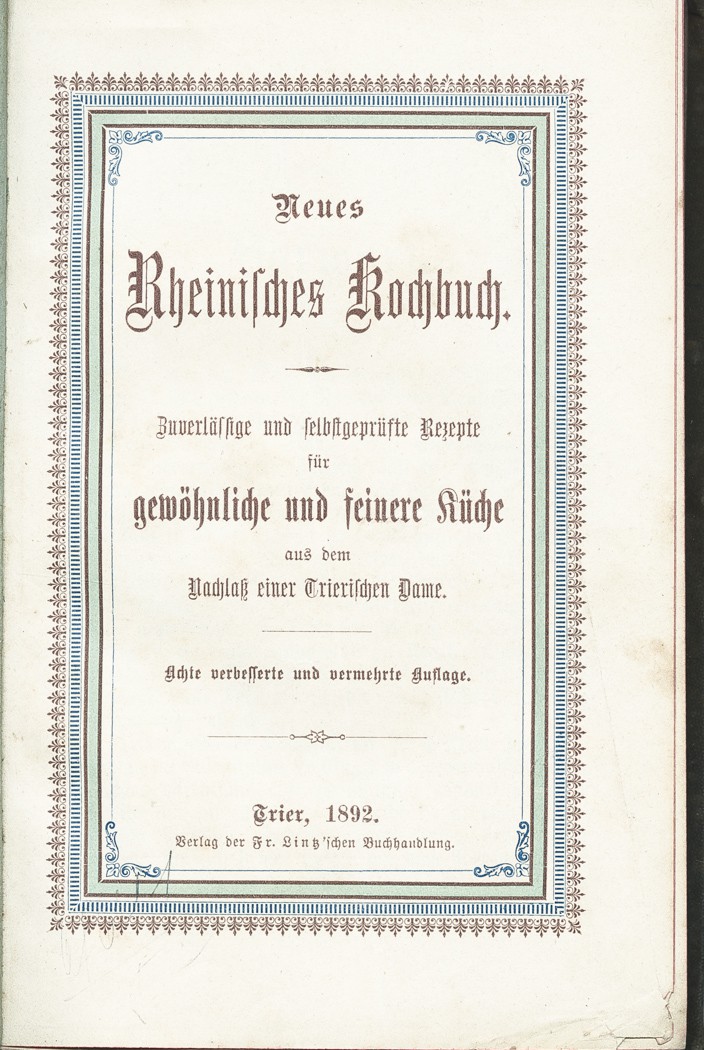 Neues
Rheinisches Kochbuch.
Zuverlässige und selbstgeprüfte Rezepte
für
gewöhnliche und feinere Küche
aus dem
Nachlaß einer Trierischen Dame.
Achte verbesserte und vermehrte Auflage.
Trier, 1892.
Verlag der Fr. Lintz'schen Buchhandlung.